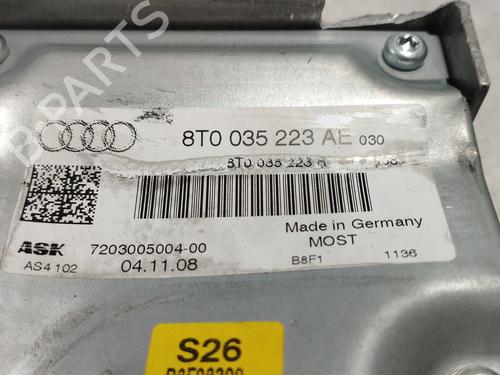 B-PARTS
8T0 035 223 AE 030
8T0 035 223
Made in Germany
MOST
ASK 7203005004-00
AS4 102 04.11.08
B8F1 1136
S26